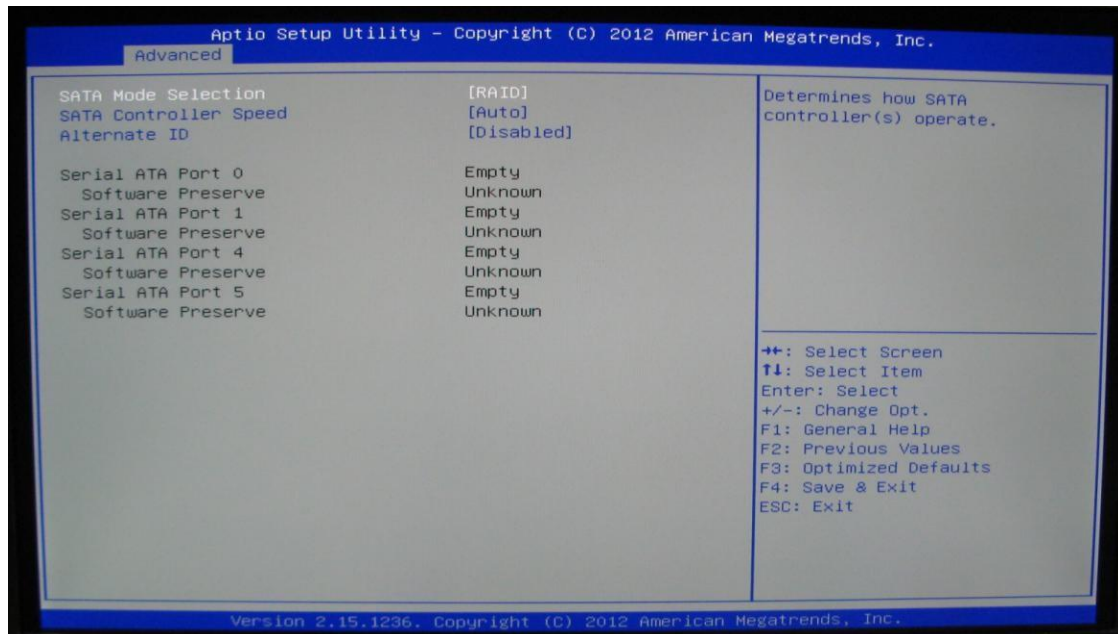 Aptio Setup Utility – Copyright (C) 2012 American Megatrends, Inc.
Advanced
SATA Mode Selection [RAID]
SATA Controller Speed [Auto]
Alternate ID [Disabled]
Serial ATA Port 0 Empty
Software Preserve Unknown
Serial ATA Port 1 Empty
Software Preserve Unknown
Serial ATA Port 4 Empty
Software Preserve Unknown
Serial ATA Port 5 Empty
Software Preserve Unknown
Determines how SATA
controller(s) operate.
→←: Select Screen
↑↓: Select Item
Enter: Select
+/-: Change Opt.
F1: General Help
F2: Previous Values
F3: Optimized Defaults
F4: Save & Exit
ESC: Exit
Version 2.15.1236. Copyright (C) 2012 American Megatrends, Inc.